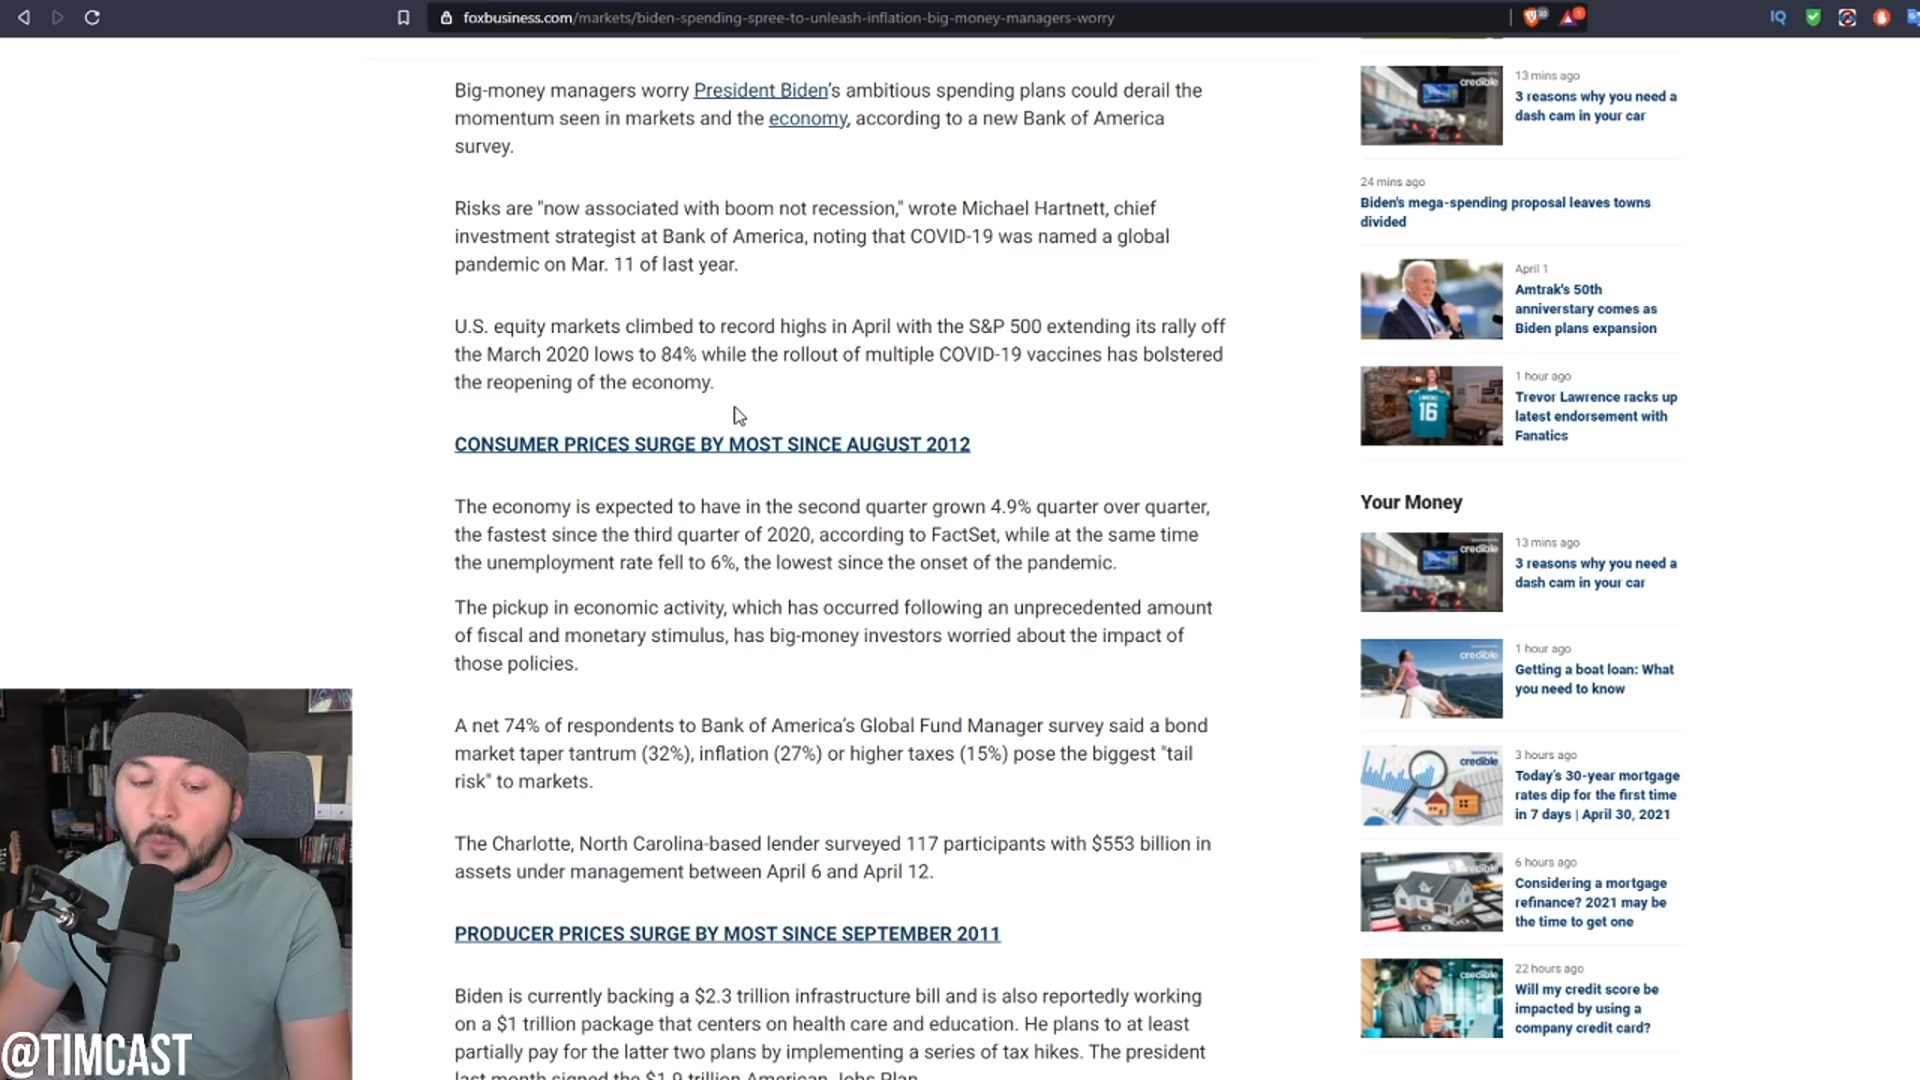 foxbusiness.com/markets/biden-spending-spree-to-unleash-inflation-big-money-managers-worry
IQ
Big-money managers worry President Biden's ambitious spending plans could derail the
momentum seen in markets and the economy, according to a new Bank of America
survey.
Risks are "now associated with boom not recession," wrote Michael Hartnett, chief
investment strategist at Bank of America, noting that COVID-19 was named a global
pandemic on Mar. 11 of last year.
U.S. equity markets climbed to record highs in April with the S&P 500 extending its rally off
the March 2020 lows to 84% while the rollout of multiple COVID-19 vaccines has bolstered
the reopening of the economy.
CONSUMER PRICES SURGE BY MOST SINCE AUGUST 2012
The economy is expected to have in the second quarter grown 4.9% quarter over quarter,
the fastest since the third quarter of 2020, according to FactSet, while at the same time
the unemployment rate fell to 6%, the lowest since the onset of the pandemic.
The pickup in economic activity, which has occurred following an unprecedented amount
of fiscal and monetary stimulus, has big-money investors worried about the impact of
those policies.
A net 74% of respondents to Bank of America's Global Fund Manager survey said a bond
market taper tantrum (32%), inflation (27%) or higher taxes (15%) pose the biggest "tail
risk" to markets.
The Charlotte, North Carolina-based lender surveyed 117 participants with $553 billion in
assets under management between April 6 and April 12.
PRODUCER PRICES SURGE BY MOST SINCE SEPTEMBER 2011
Biden is currently backing a $2.3 trillion infrastructure bill and is also reportedly working
on a $1 trillion package that centers on health care and education. He plans to at least
partially pay for the latter two plans by implementing a series of tax hikes. The president
last month signed the $1.9 trillion American Jobs Plan.
credible
13 mins ago
3 reasons why you need a
dash cam in your car
24 mins ago
Biden's mega-spending proposal leaves towns
divided
April 1
Amtrak's 50th
anniverstary comes as
Biden plans expansion
16
1 hour ago
Trevor Lawrence racks up
latest endorsement with
Fanatics
Your Money
credible
13 mins ago
3 reasons why you need a
dash cam in your car
credible
1 hour ago
Getting a boat loan: What
you need to know
credible
3 hours ago
Today's 30-year mortgage
rates dip for the first time
in 7 days | April 30, 2021
credible
6 hours ago
Considering a mortgage
refinance? 2021 may be
the time to get one
credible
22 hours ago
Will my credit score be
impacted by using a
company credit card?
@TIMCAST